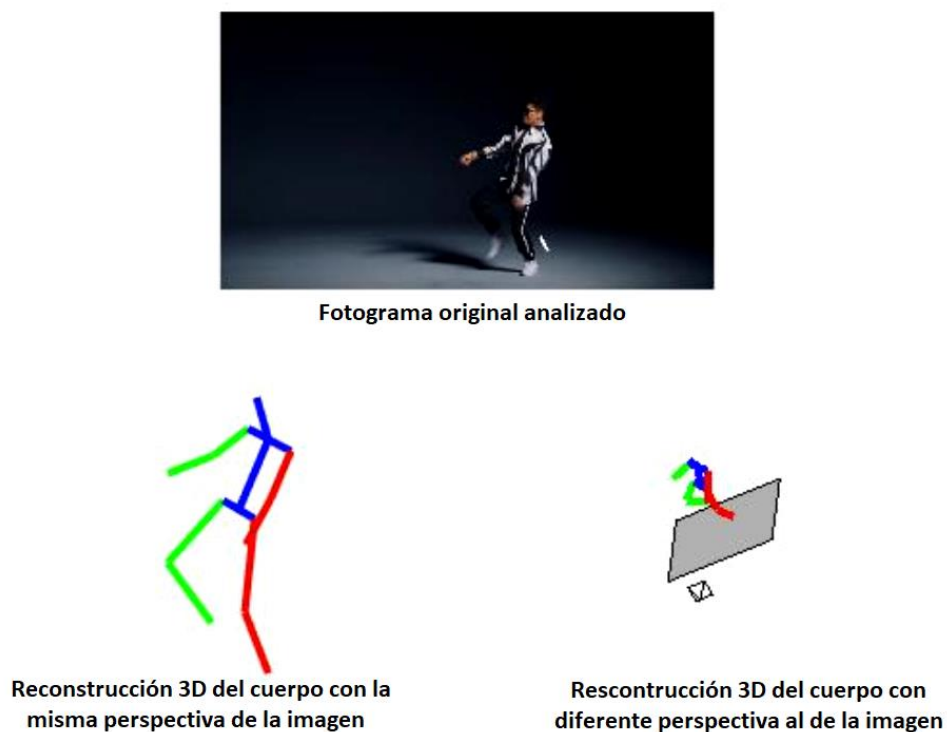 Fotograma original analizado
Reconstrucción 3D del cuerpo con la
misma perspectiva de la imagen
Rescontrucción 3D del cuerpo con
diferente perspectiva al de la imagen